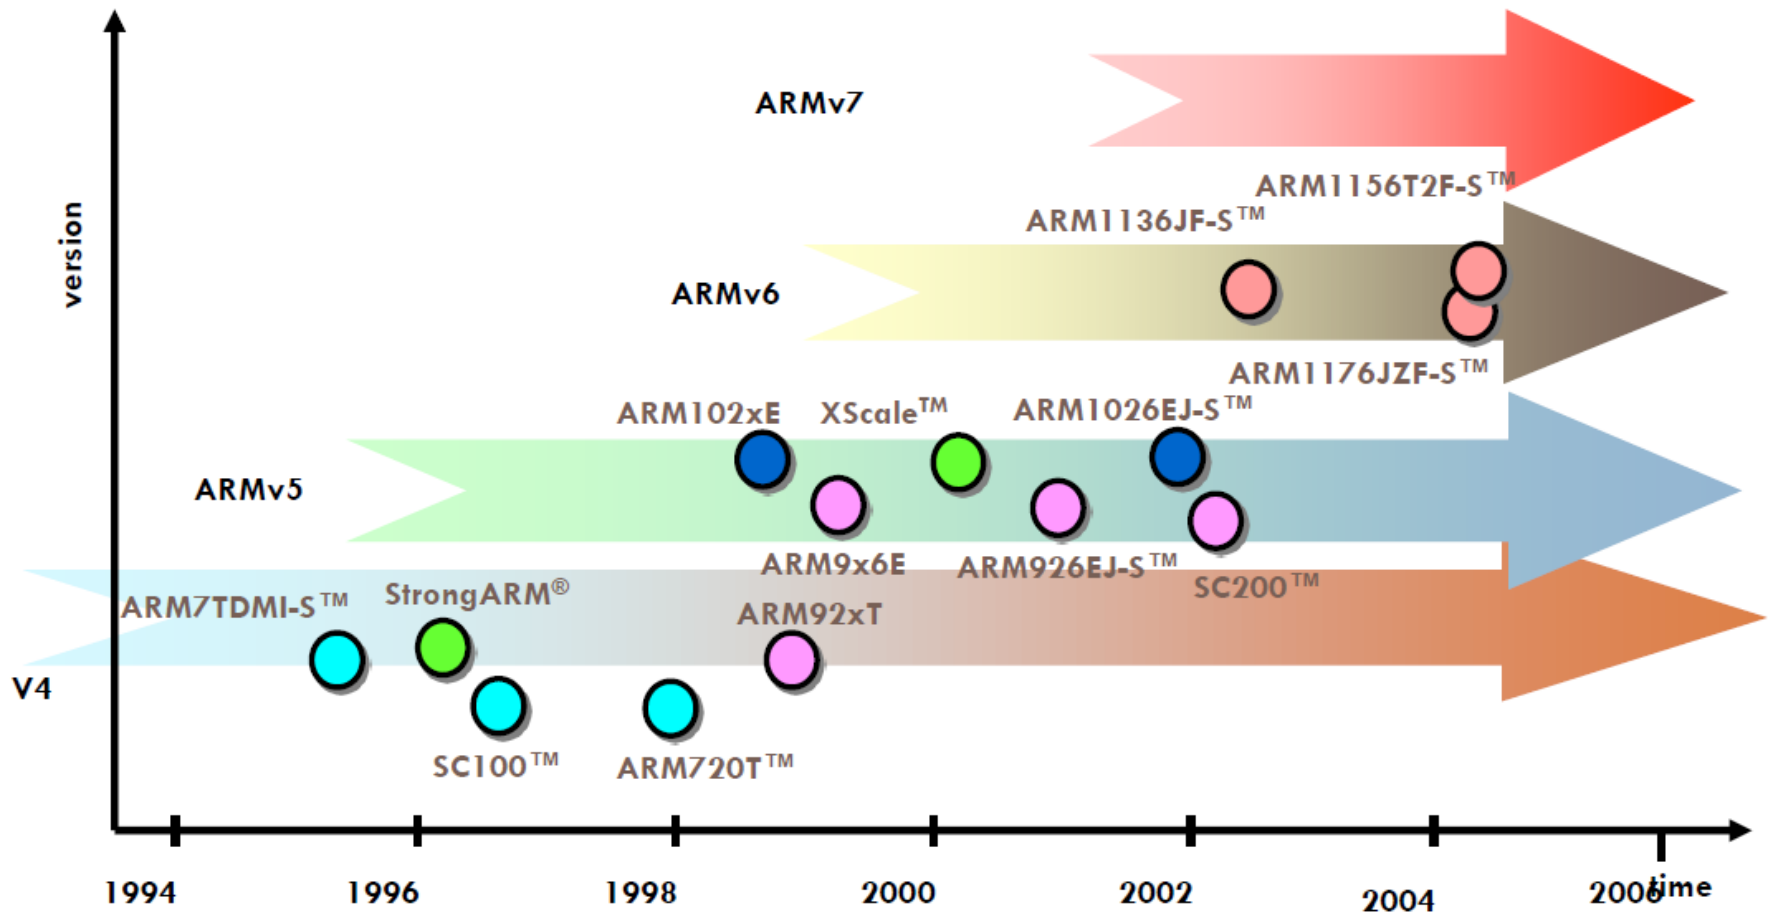 ARMv7
ARM1156T2F-S™
ARM1136JF-S™
version
ARMv6
ARM1176JZF-S™
ARM102xE
XScale™
ARM1026EJ-S™
ARMv5
ARM9x6E
ARM926EJ-S™
SC200™
StrongARM®
ARM7TDMI-S™
ARM92xT
V4
SC100™
ARM720T™
1994
1996
1998
2000
2002
2004
2006
time